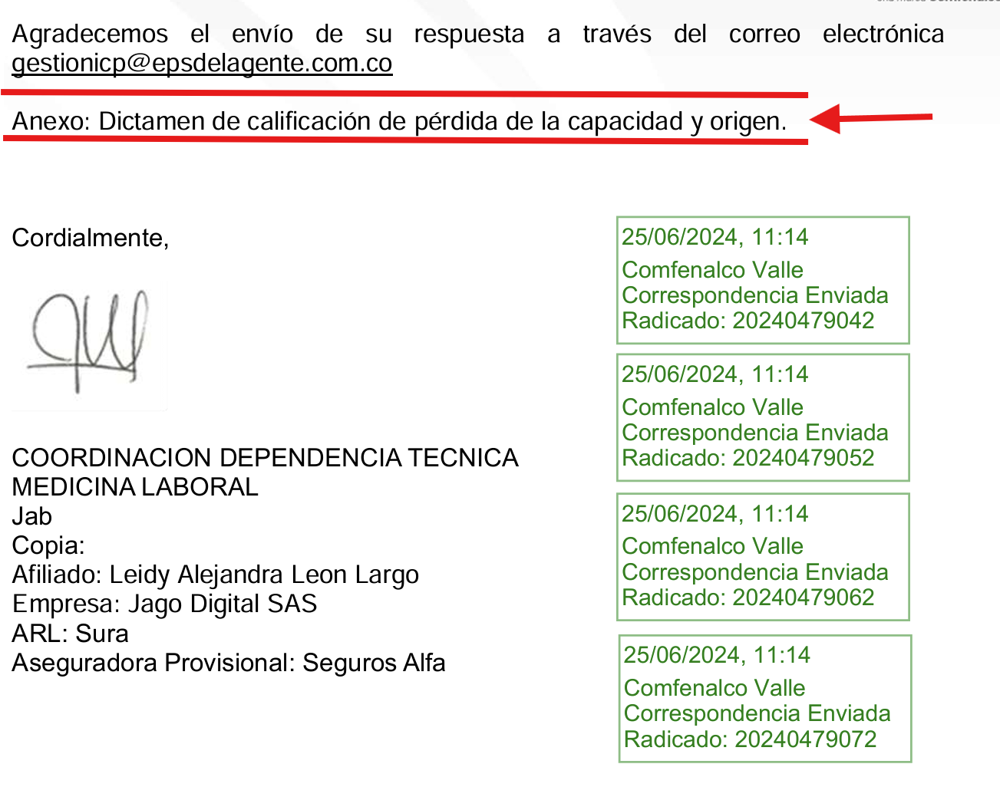 Agradecemos el envío de su respuesta a través del correo electrónica
gestionicp@epsdelagente.com.co
Anexo: Dictamen de calificación de pérdida de la capacidad y origen.
Cordialmente,
COORDINACION DEPENDENCIA TECNICA
MEDICINA LABORAL
Jab
Copia:
Afiliado: Leidy Alejandra Leon Largo
Empresa: Jago Digital SAS
ARL: Sura
Aseguradora Provisional: Seguros Alfa
25/06/2024, 11:14
Comfenalco Valle
Correspondencia Enviada
Radicado: 20240479042
25/06/2024, 11:14
Comfenalco Valle
Correspondencia Enviada
Radicado: 20240479052
25/06/2024, 11:14
Comfenalco Valle
Correspondencia Enviada
Radicado: 20240479062
25/06/2024, 11:14
Comfenalco Valle
Correspondencia Enviada
Radicado: 20240479072